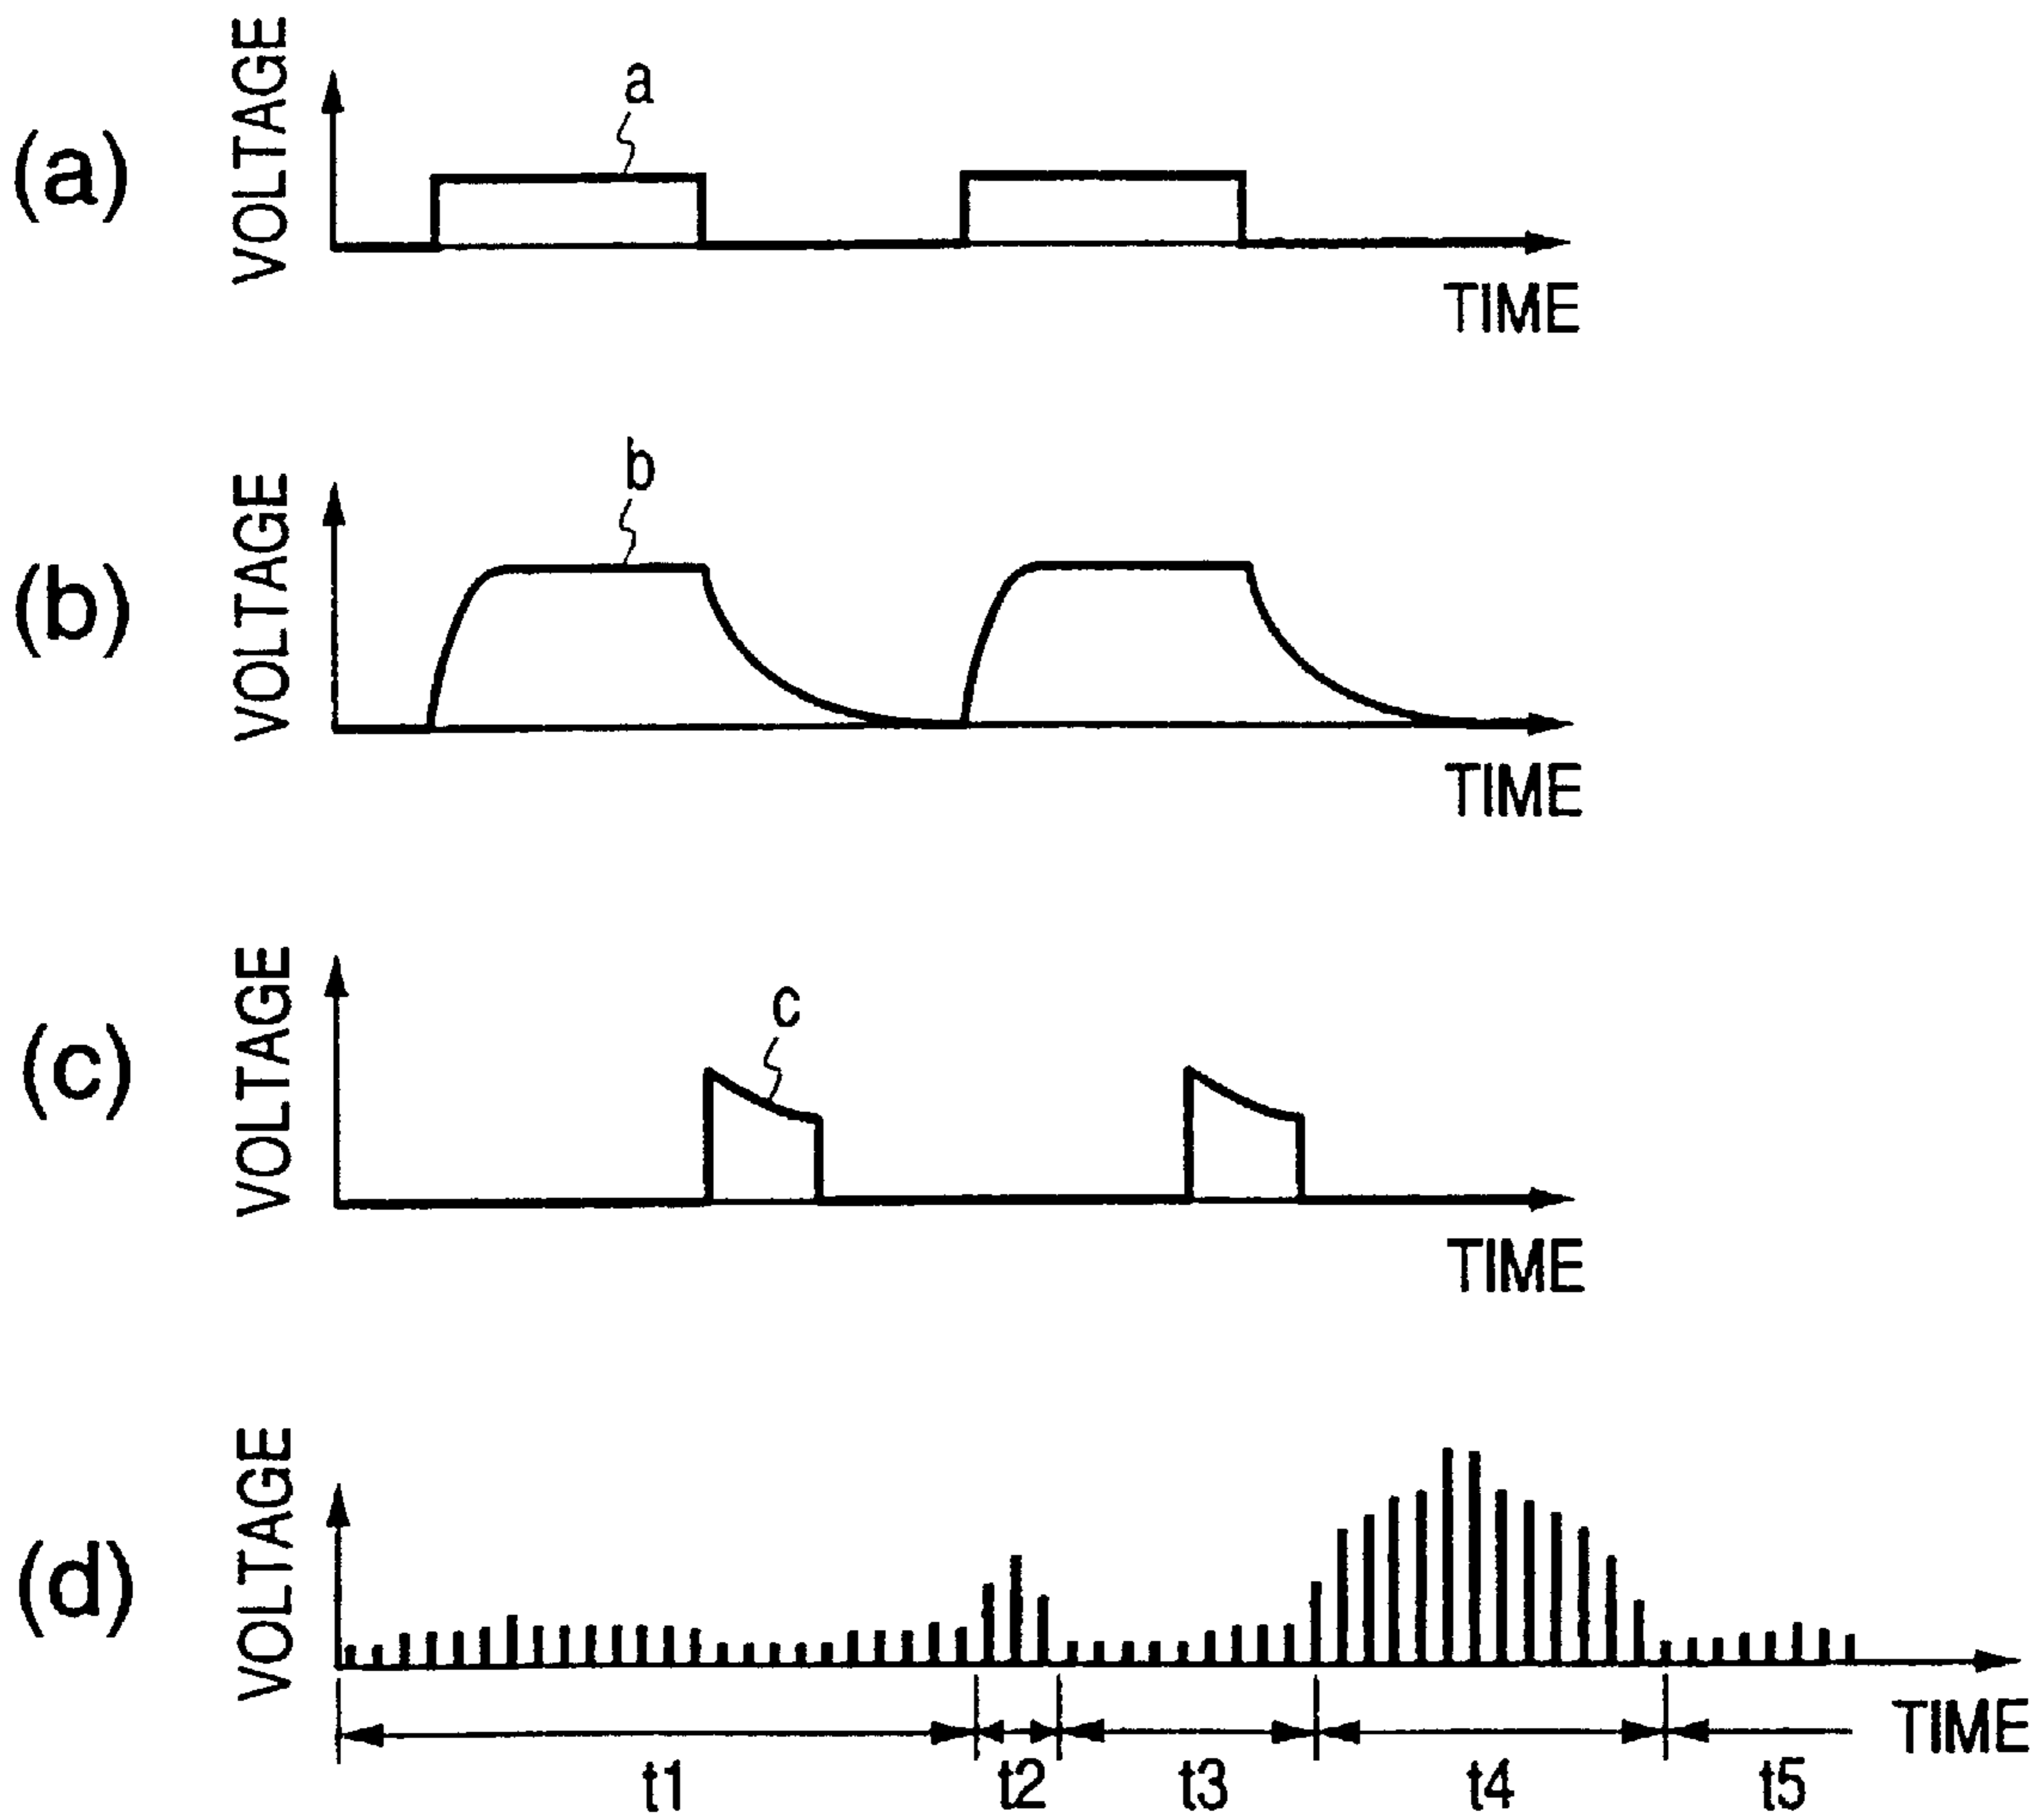 (a)
VOLTAGE
a
TIME
(b)
VOLTAGE
b
TIME
(c)
VOLTAGE
c
TIME
(d)
VOLTAGE
TIME
t1
t2
t3
t4
t5